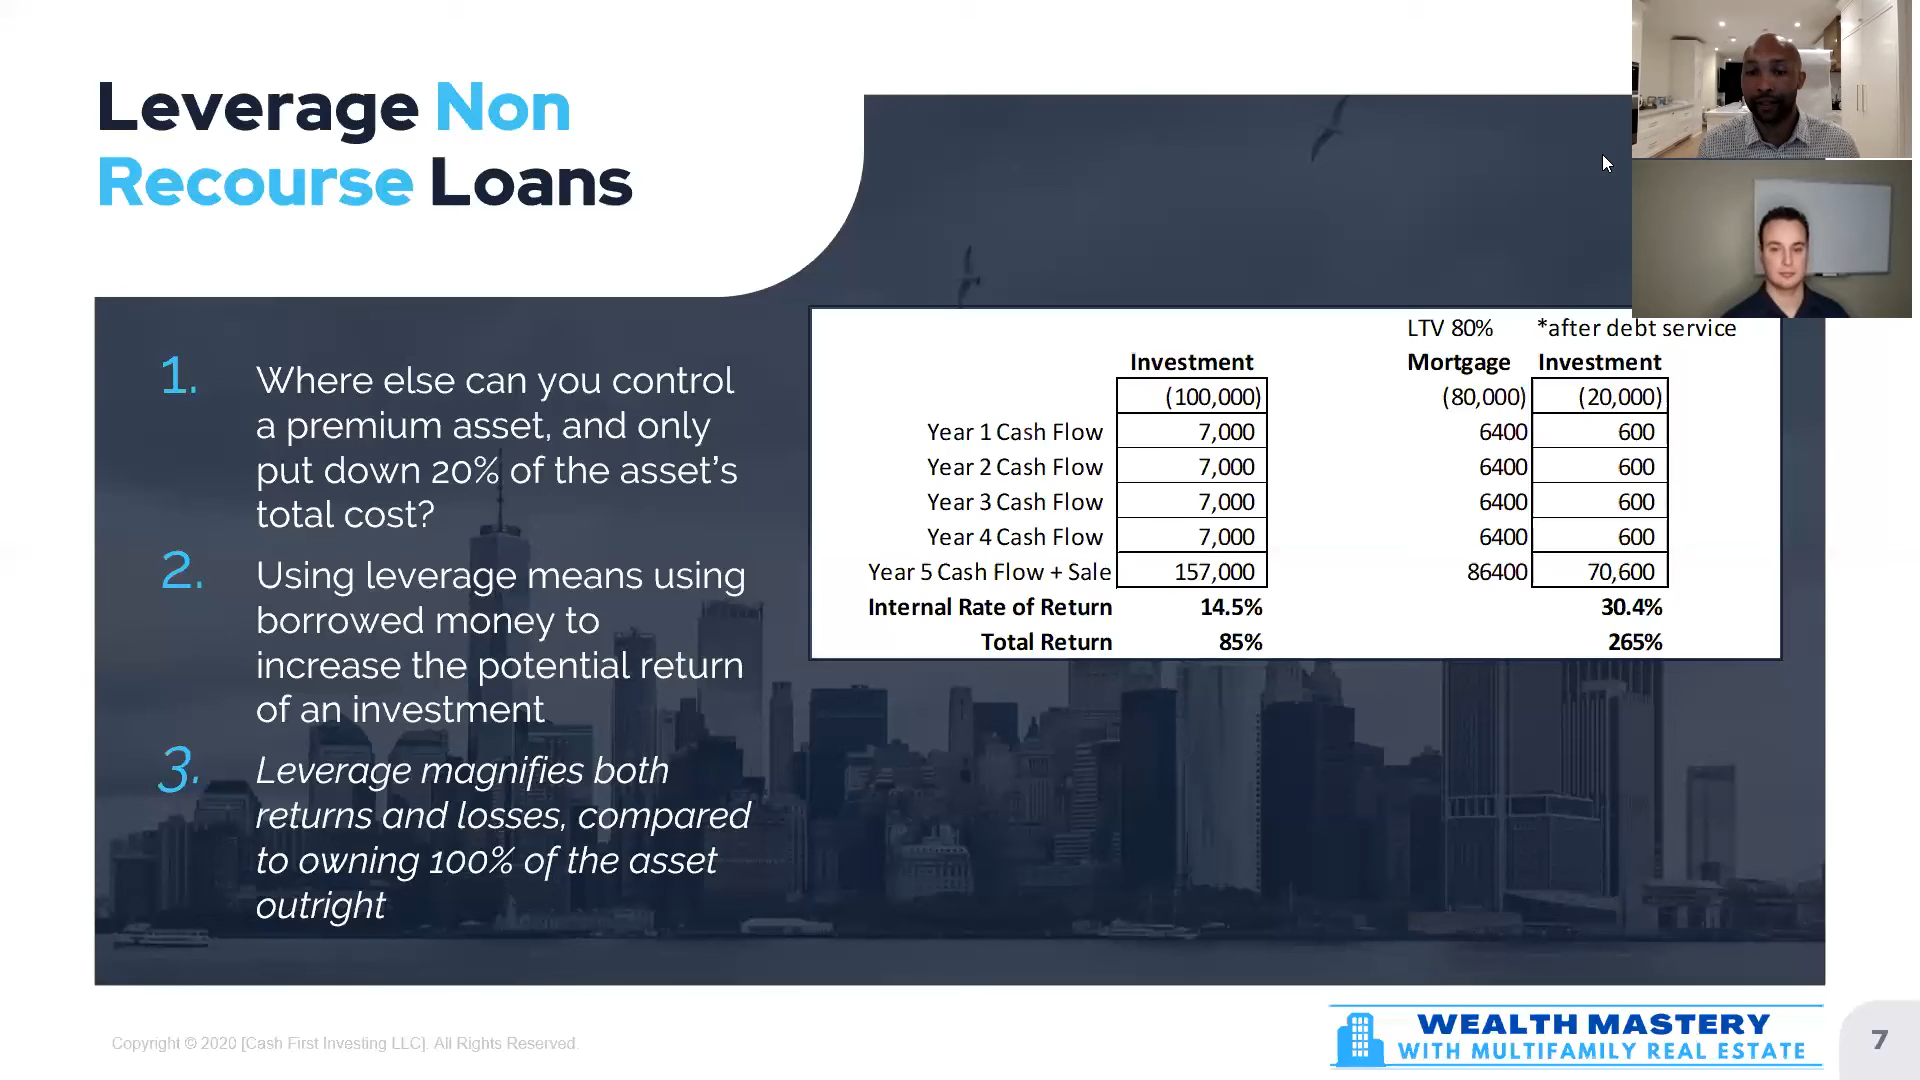 Leverage Non
Recourse Loans
1. Where else can you control
a premium asset, and only
put down 20% of the asset's
total cost?
2. Using leverage means using
borrowed money to
increase the potential return
of an investment
3. Leverage magnifies both
returns and losses, compared
to owning 100% of the asset
outright
LTV 80% *after debt service
Investment Mortgage Investment
(100,000) (80,000) (20,000)
Year 1 Cash Flow 7,000 6400 600
Year 2 Cash Flow 7,000 6400 600
Year 3 Cash Flow 7,000 6400 600
Year 4 Cash Flow 7,000 6400 600
Year 5 Cash Flow + Sale 157,000 86400 70,600
Internal Rate of Return 14.5% 30.4%
Total Return 85% 265%
Copyright © 2020 [Cash First Investing LLC]. All Rights Reserved.
WEALTH MASTERY
WITH MULTIFAMILY REAL ESTATE
7